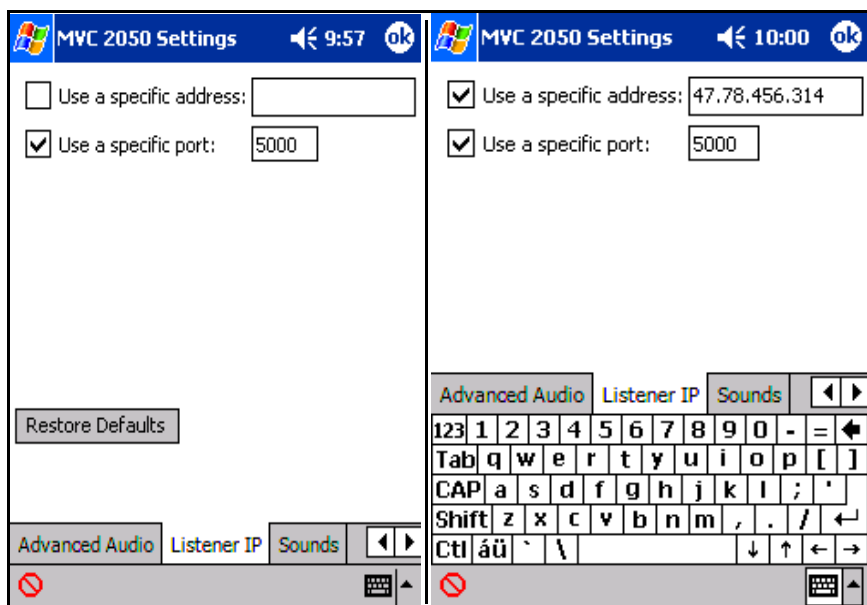 MVC 2050 Settings 9:57 ok
Use a specific address:
Use a specific port: 5000
Restore Defaults
Advanced Audio Listener IP Sounds
MVC 2050 Settings 10:00 ok
Use a specific address: 47.78.456.314
Use a specific port: 5000
Advanced Audio Listener IP Sounds
123 1 2 3 4 5 6 7 8 9 0 - =
Tab q w e r t y u i o p [ ]
CAP a s d f g h j k l ; '
Shift z x c v b n m , . /
Ctl áü ` \